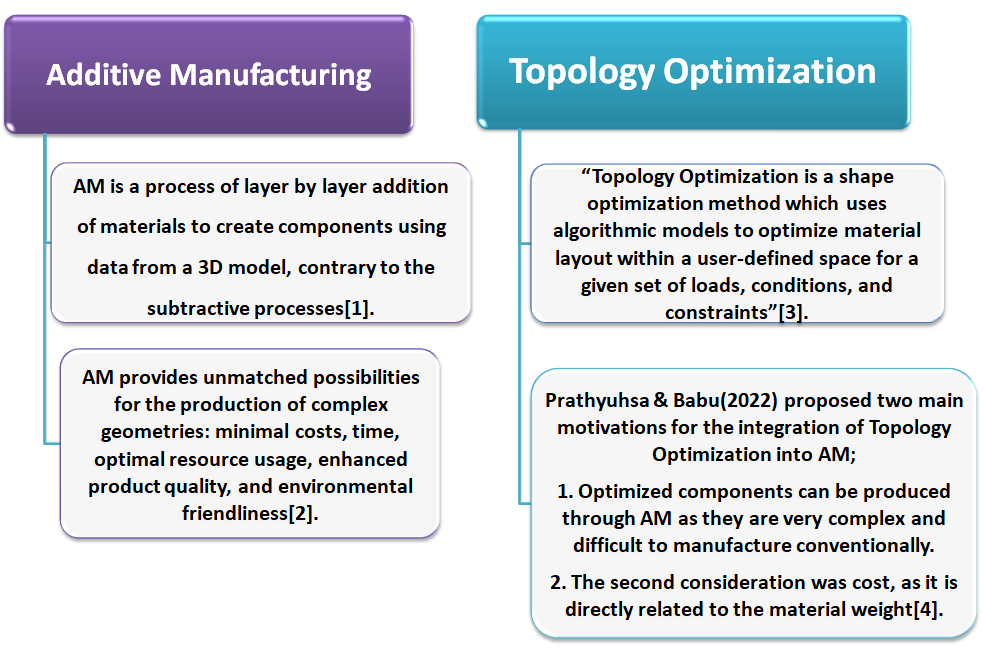 Additive Manufacturing
AM is a process of layer by layer addition
of materials to create components using
data from a 3D model, contrary to the
subtractive processes[1].
AM provides unmatched possibilities
for the production of complex
geometries: minimal costs, time,
optimal resource usage, enhanced
product quality, and environmental
friendliness[2].
Topology Optimization
“Topology Optimization is a shape
optimization method which uses
algorithmic models to optimize material
layout within a user-defined space for a
given set of loads, conditions, and
constraints”[3].
Prathyuhsa & Babu(2022) proposed two main
motivations for the integration of Topology
Optimization into AM;
1. Optimized components can be produced
through AM as they are very complex and
difficult to manufacture conventionally.
2. The second consideration was cost, as it is
directly related to the material weight[4].